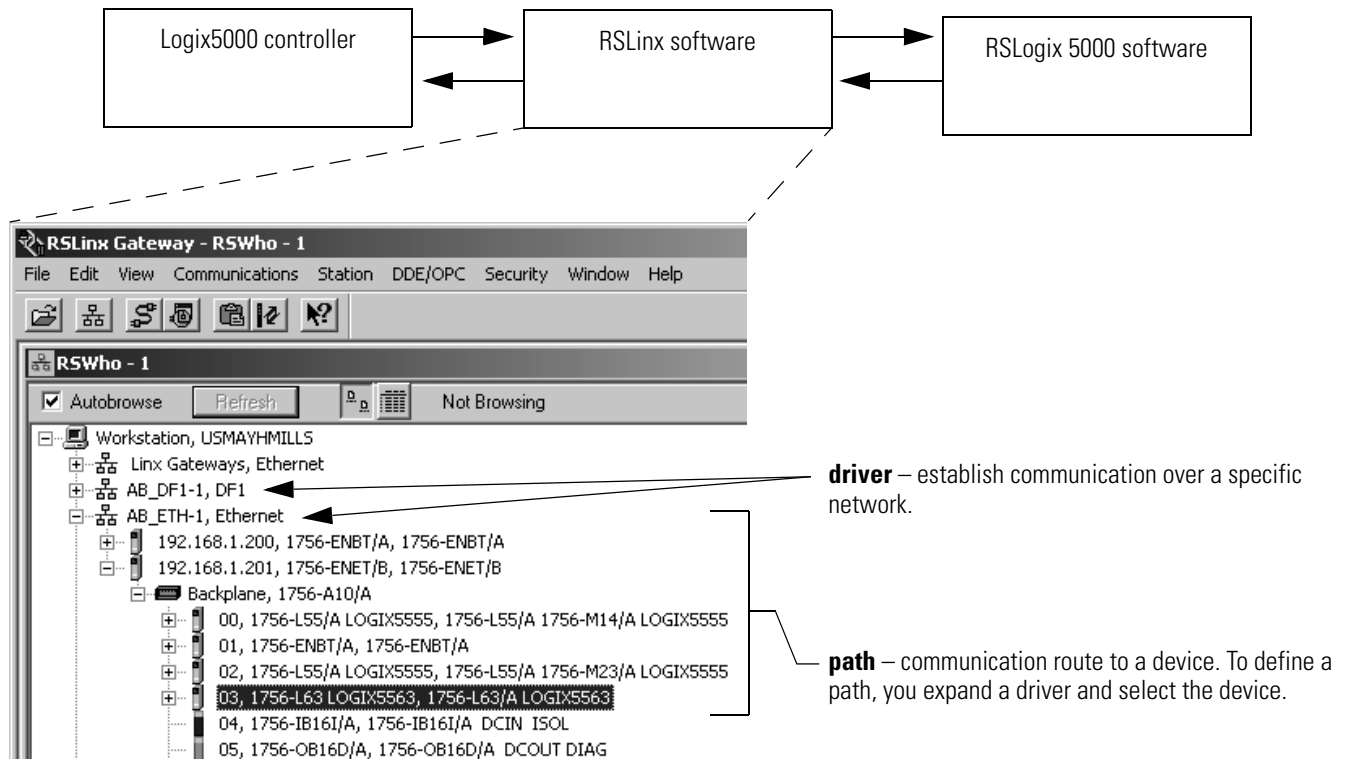 Logix5000 controller
RSLinx software
RSLogix 5000 software
RSLinx Gateway - RSWho - 1
File Edit View Communications Station DDE/OPC Security Window Help
RSWho - 1
Autobrowse Refresh Not Browsing
Workstation, USMAYHMILLS
Linx Gateways, Ethernet
AB_DF1-1, DF1
AB_ETH-1, Ethernet
192.168.1.200, 1756-ENBT/A, 1756-ENBT/A
192.168.1.201, 1756-ENET/B, 1756-ENET/B
Backplane, 1756-A10/A
00, 1756-L55/A LOGIX5555, 1756-L55/A 1756-M14/A LOGIX5555
01, 1756-ENBT/A, 1756-ENBT/A
02, 1756-L55/A LOGIX5555, 1756-L55/A 1756-M23/A LOGIX5555
03, 1756-L63 LOGIX5563, 1756-L63/A LOGIX5563
04, 1756-IB16I/A, 1756-IB16I/A DCIN ISOL
05, 1756-OB16D/A, 1756-OB16D/A DCOUT DIAG
driver – establish communication over a specific
network.
path – communication route to a device. To define a
path, you expand a driver and select the device.